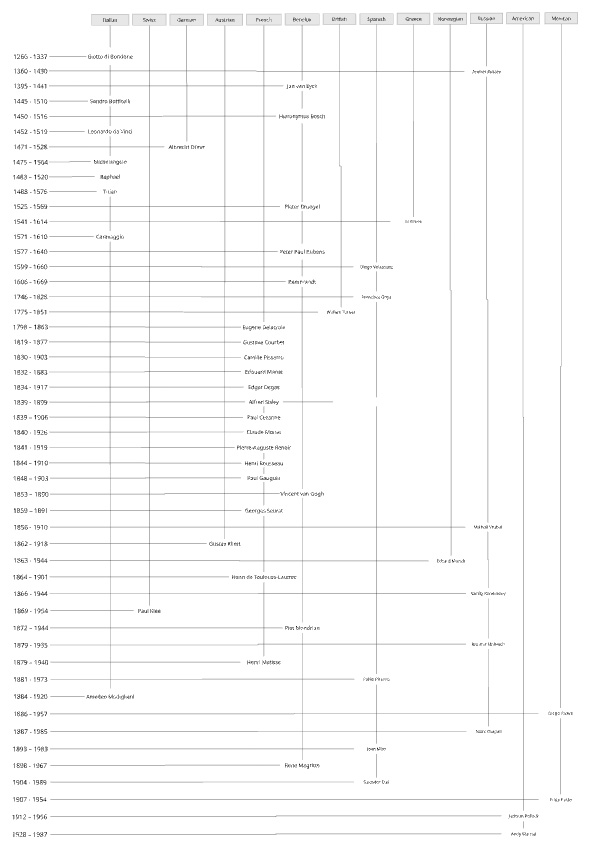 Italian Swiss German Austrian French Benelux British Spanish Greece Norwegian Russian American Mexican
1266 - 1337 Giotto di Bondone
1360 - 1430 Andrei Rublev
1395 - 1441 Jan van Eyck
1445 - 1510 Sandro Botticelli
1450 - 1516 Hieronymus Bosch
1452 - 1519 Leonardo da Vinci
1471 - 1528 Albrecht Dürer
1475 - 1564 Michelangelo
1483 - 1520 Raphael
1488 - 1576 Titian
1525 - 1569 Pieter Bruegel
1541 - 1614 El Greco
1571 - 1610 Caravaggio
1577 - 1640 Peter Paul Rubens
1599 - 1660 Diego Velazquez
1606 - 1669 Rembrandt
1746 - 1828 Francisco Goya
1775 - 1851 William Turner
1798 - 1863 Eugene Delacroix
1819 - 1877 Gustave Courbet
1830 - 1903 Camille Pissarro
1832 - 1883 Edouard Manet
1834 - 1917 Edgar Degas
1839 - 1899 Alfred Sisley
1839 - 1906 Paul Cezanne
1840 - 1926 Claude Monet
1841 - 1919 Pierre-Auguste Renoir
1844 - 1910 Henri Rousseau
1848 - 1903 Paul Gauguin
1853 - 1890 Vincent van Gogh
1859 - 1891 Georges Seurat
1856 - 1910 Mikhail Vrubel
1862 - 1918 Gustav Klimt
1863 - 1944 Edvard Munch
1864 - 1901 Henri de Toulouse-Lautrec
1866 - 1944 Vasily Kandinsky
1869 - 1954 Paul Klee
1872 - 1944 Piet Mondrian
1879 - 1935 Kazimir Malevich
1879 - 1940 Henri Matisse
1881 - 1973 Pablo Picasso
1884 - 1920 Amedeo Modigliani
1886 - 1957 Diego Rivera
1887 - 1985 Marc Chagall
1893 - 1983 Joan Miro
1898 - 1967 Rene Magritte
1904 - 1989 Salvador Dali
1907 - 1954 Frida Kahlo
1912 - 1956 Jackson Pollock
1928 - 1987 Andy Warhol